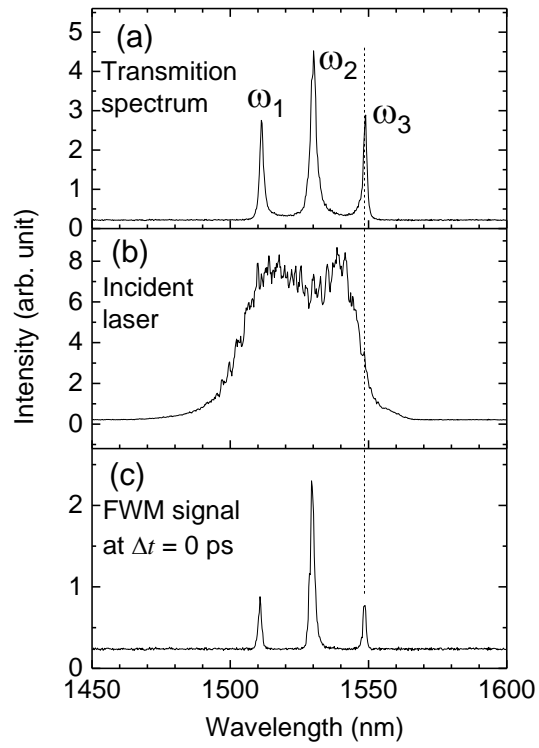 (a)
Transmition
spectrum
ω1
ω2
ω3
5
4
3
2
1
0
(b)
Incident
laser
8
6
4
2
0
Intensity (arb. unit)
(c)
FWM signal
at Δt = 0 ps
2
1
0
1450 1500 1550 1600
Wavelength (nm)